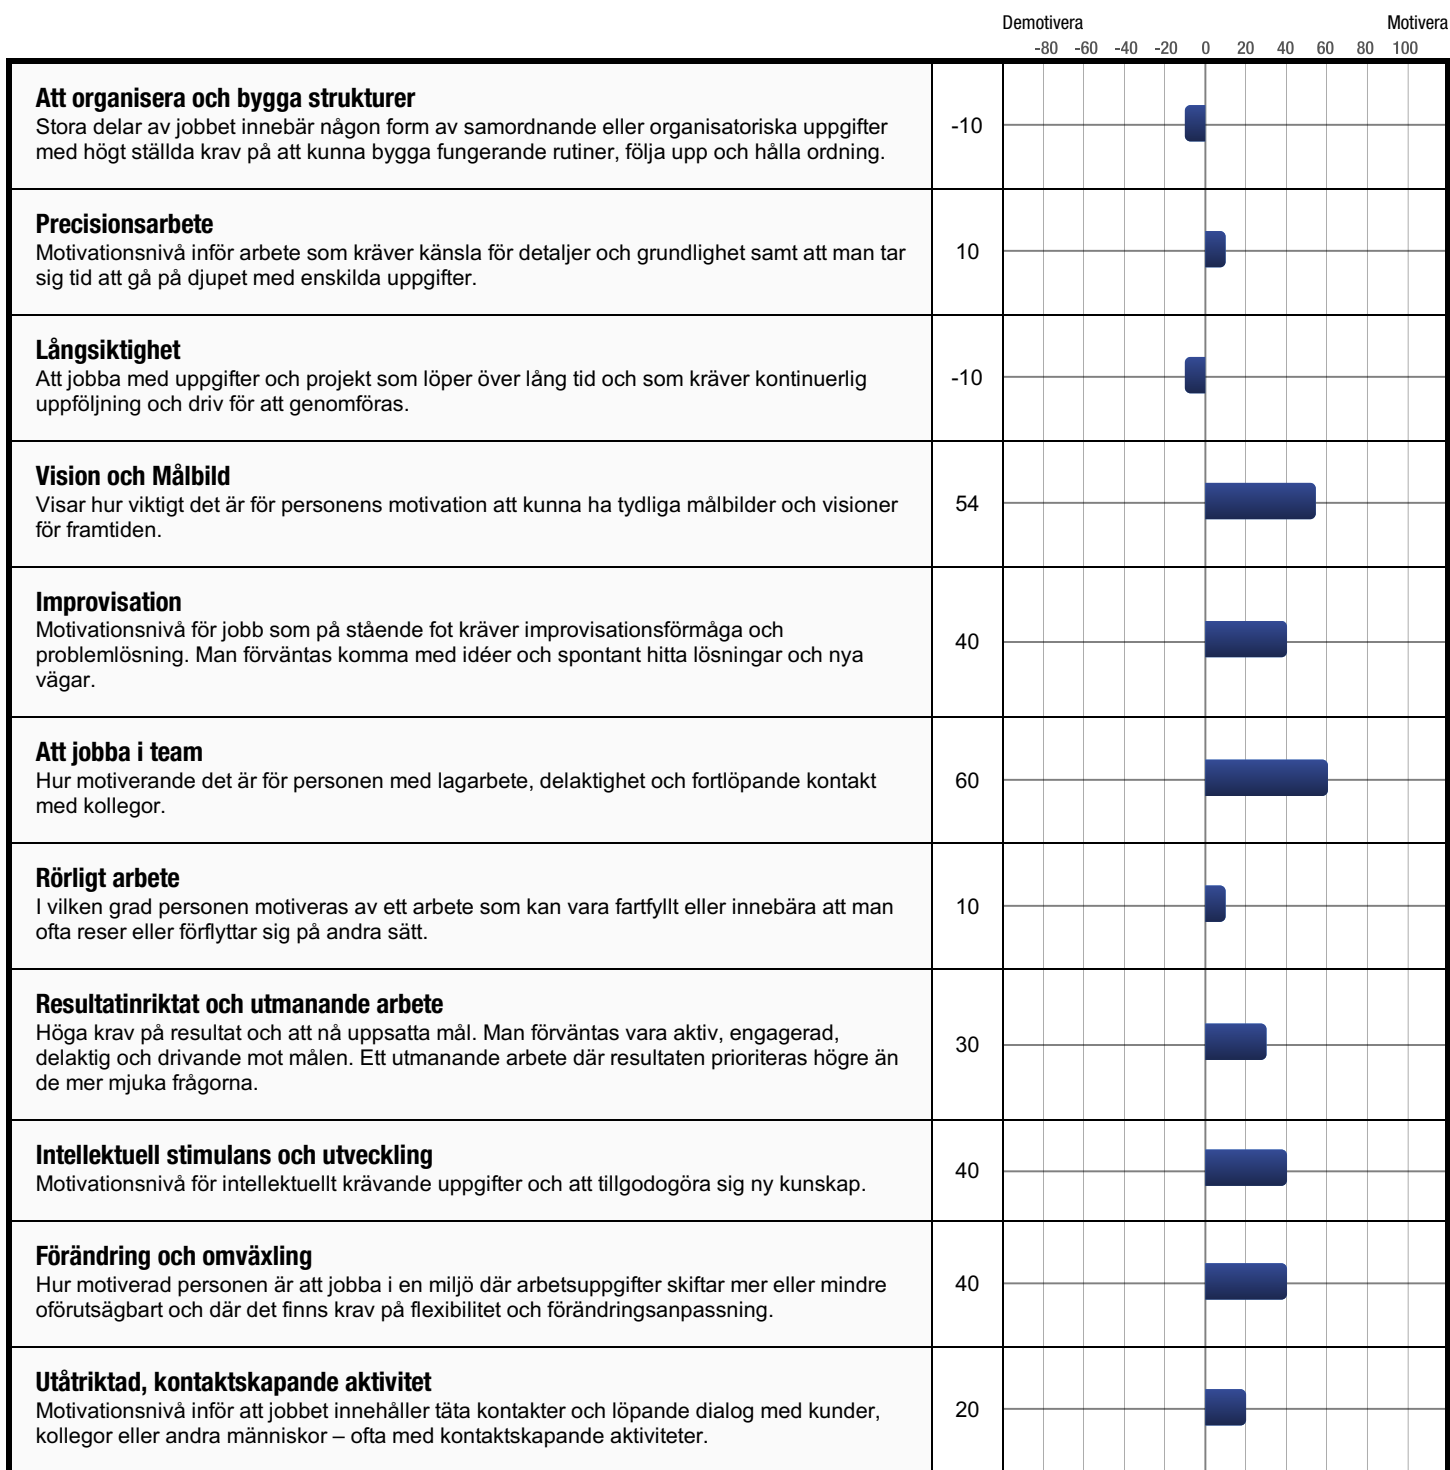 Demotivera Motivera
-80 -60 -40 -20 0 20 40 60 80 100
Att organisera och bygga strukturer
Stora delar av jobbet innebär någon form av samordnande eller organisatoriska uppgifter
med högt ställda krav på att kunna bygga fungerande rutiner, följa upp och hålla ordning.
-10
Precisionsarbete
Motivationsnivå inför arbete som kräver känsla för detaljer och grundlighet samt att man tar
sig tid att gå på djupet med enskilda uppgifter.
10
Långsiktighet
Att jobba med uppgifter och projekt som löper över lång tid och som kräver kontinuerlig
uppföljning och driv för att genomföras.
-10
Vision och Målbild
Visar hur viktigt det är för personens motivation att kunna ha tydliga målbilder och visioner
för framtiden.
54
Improvisation
Motivationsnivå för jobb som på stående fot kräver improvisationsförmåga och
problemlösning. Man förväntas komma med idéer och spontant hitta lösningar och nya
vägar.
40
Att jobba i team
Hur motiverande det är för personen med lagarbete, delaktighet och fortlöpande kontakt
med kollegor.
60
Rörligt arbete
I vilken grad personen motiveras av ett arbete som kan vara fartfyllt eller innebära att man
ofta reser eller förflyttar sig på andra sätt.
10
Resultatinriktat och utmanande arbete
Höga krav på resultat och att nå uppsatta mål. Man förväntas vara aktiv, engagerad,
delaktig och drivande mot målen. Ett utmanande arbete där resultaten prioriteras högre än
de mer mjuka frågorna.
30
Intellektuell stimulans och utveckling
Motivationsnivå för intellektuellt krävande uppgifter och att tillgodogöra sig ny kunskap.
40
Förändring och omväxling
Hur motiverad personen är att jobba i en miljö där arbetsuppgifter skiftar mer eller mindre
oförutsägbart och där det finns krav på flexibilitet och förändringsanpassning.
40
Utåtriktad, kontaktskapande aktivitet
Motivationsnivå inför att jobbet innehåller täta kontakter och löpande dialog med kunder,
kollegor eller andra människor – ofta med kontaktskapande aktiviteter.
20